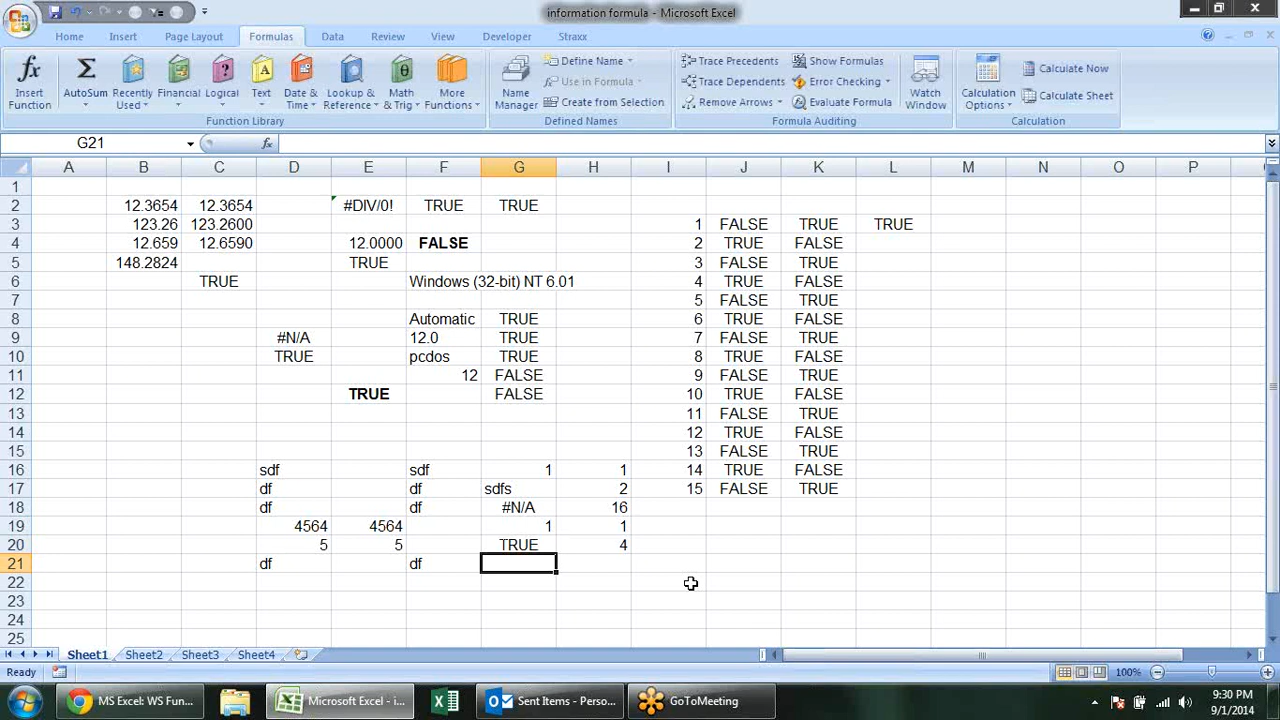 information formula - Microsoft Excel
Home Insert Page Layout Formulas Data Review View Developer Straxx
Insert Function
AutoSum
Recently Used
Financial
Logical
Text
Date & Time
Lookup & Reference
Math & Trig
More Functions
Function Library
Name Manager
Define Name
Use in Formula
Create from Selection
Defined Names
Trace Precedents
Trace Dependents
Remove Arrows
Show Formulas
Error Checking
Evaluate Formula
Formula Auditing
Watch Window
Calculation Options
Calculate Now
Calculate Sheet
Calculation
G21 fx
A B C D E F G H I J K L M N O P
1
2 12.3654 12.3654 #DIV/0! TRUE TRUE
3 123.26 123.2600 1 FALSE TRUE TRUE
4 12.659 12.6590 12.0000 FALSE 2 TRUE FALSE
5 148.2824 TRUE 3 FALSE TRUE
6 TRUE Windows (32-bit) NT 6.01 4 TRUE FALSE
7 5 FALSE TRUE
8 Automatic TRUE 6 TRUE FALSE
9 #N/A 12.0 TRUE 7 FALSE TRUE
10 TRUE pcdos TRUE 8 TRUE FALSE
11 12 FALSE 9 FALSE TRUE
12 TRUE FALSE 10 TRUE FALSE
13 11 FALSE TRUE
14 12 TRUE FALSE
15 13 FALSE TRUE
16 sdf sdf 1 1 14 TRUE FALSE
17 df df sdfs 2 15 FALSE TRUE
18 df df #N/A 16
19 4564 4564 1 1
20 5 5 TRUE 4
21 df df
22
23
24
25
Sheet1 Sheet2 Sheet3 Sheet4
Ready 100%
MS Excel: WS Fun... Microsoft Excel - i... Sent Items - Perso... GoToMeeting
9:30 PM
9/1/2014